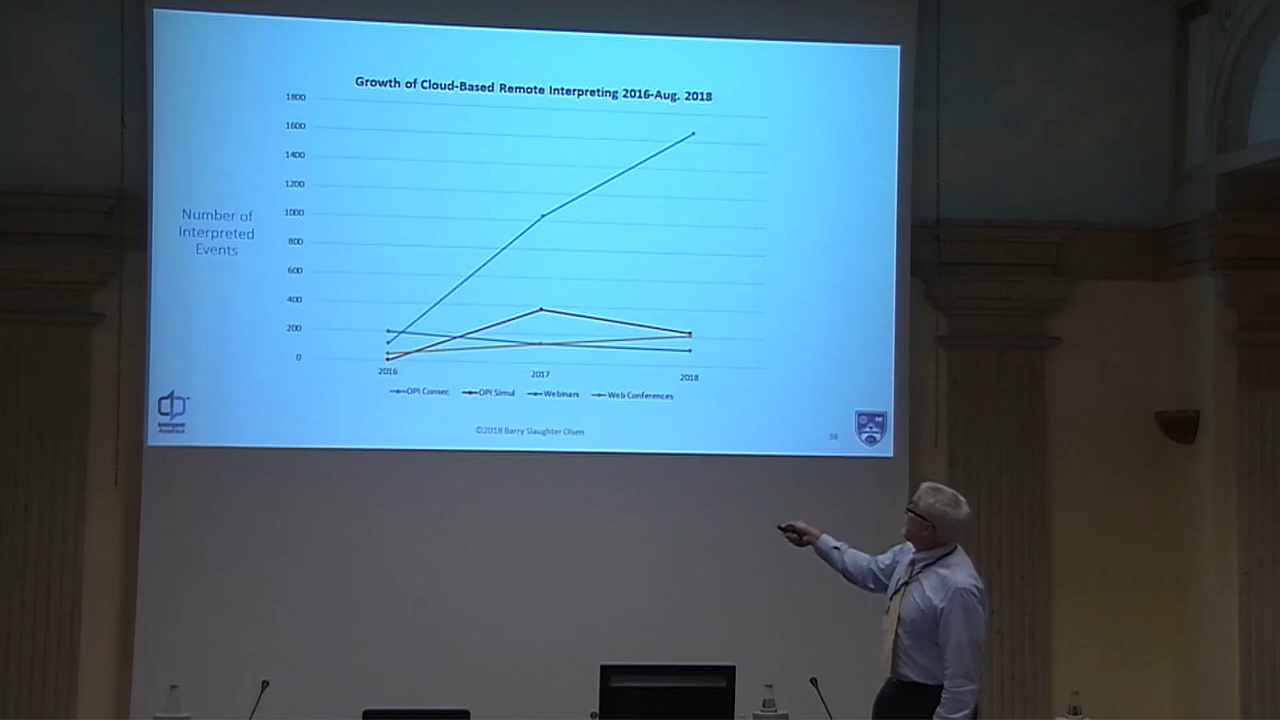 Growth of Cloud-Based Remote Interpreting 2016-Aug. 2018
1800
1600
1400
1200
1000
800
600
400
200
0
Number of
Interpreted
Events
2016
2017
2018
OPI Consec
OPI Simul
Webinars
Web Conferences
Interpret
America
©2018 Barry Slaughter Olsen
38